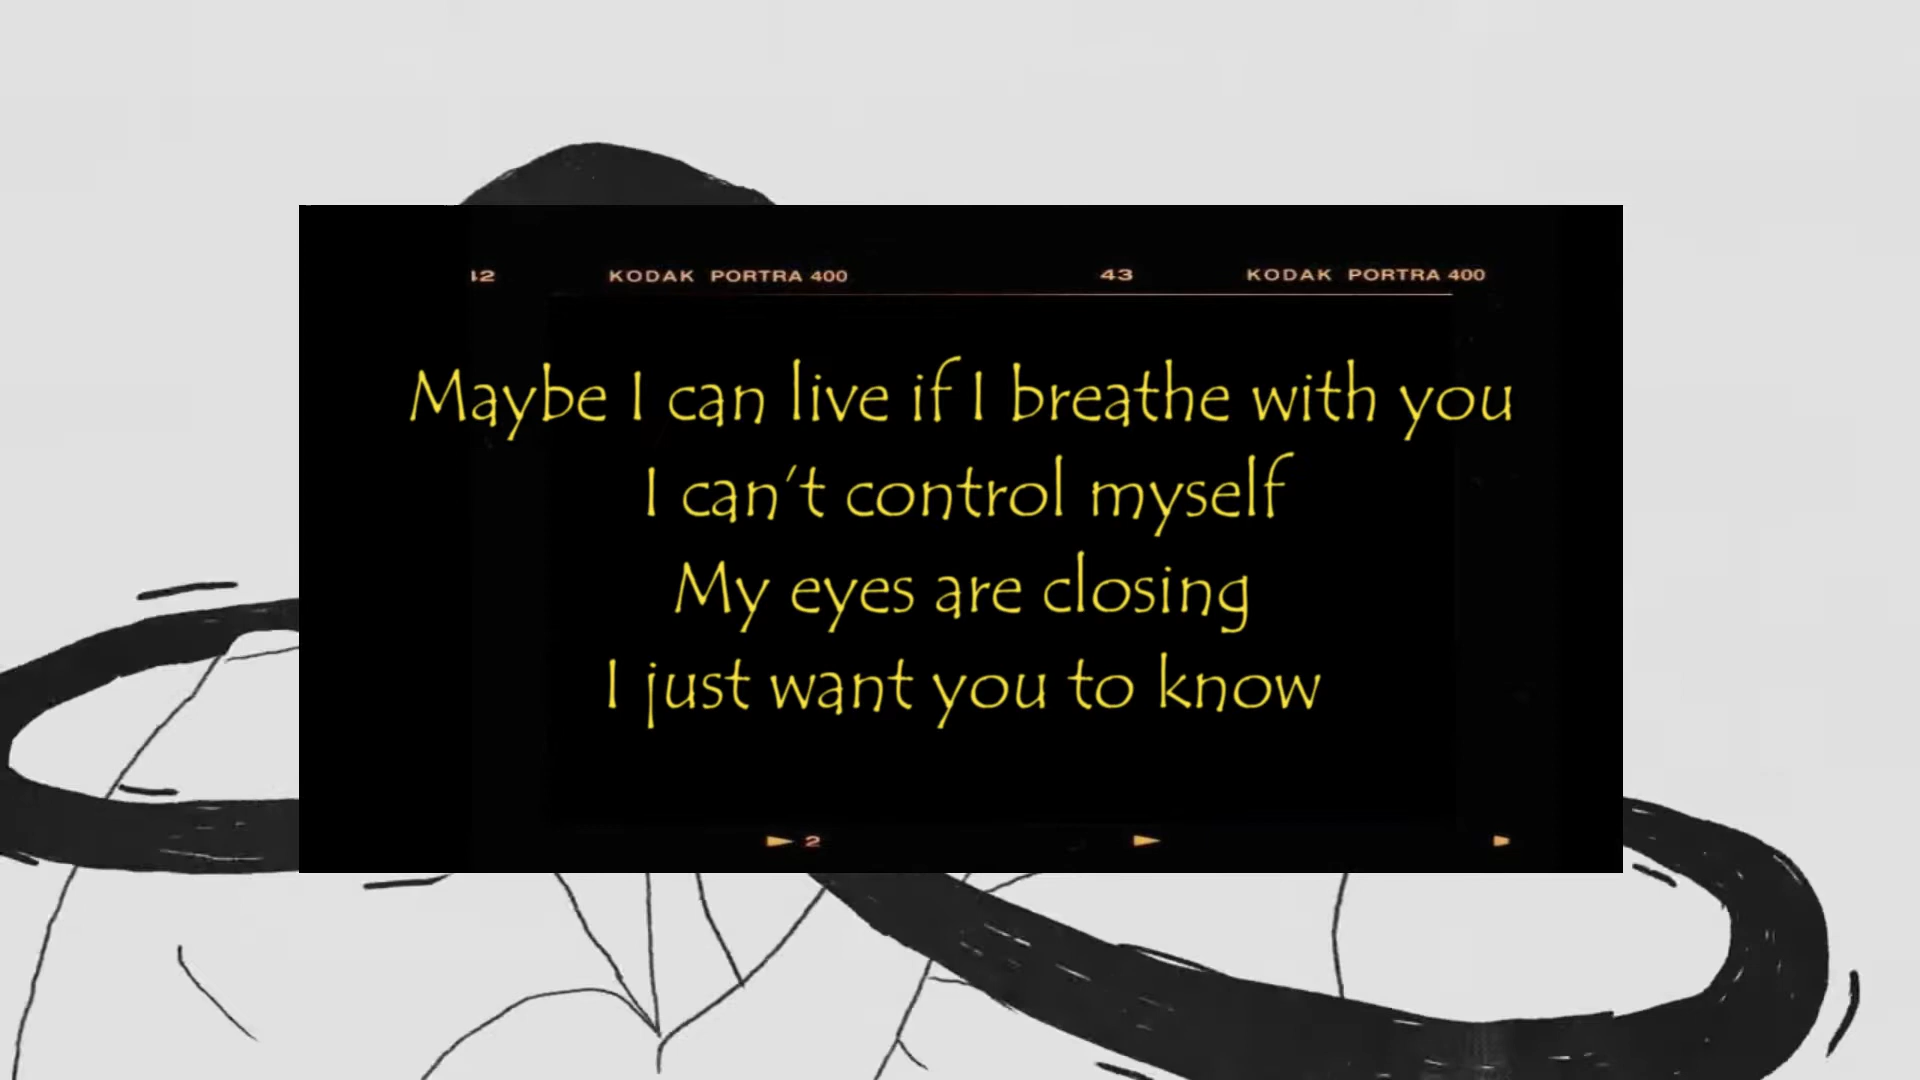 42 KODAK PORTRA 400 43 KODAK PORTRA 400
Maybe I can live if I breathe with you
I can't control myself
My eyes are closing
I just want you to know
2